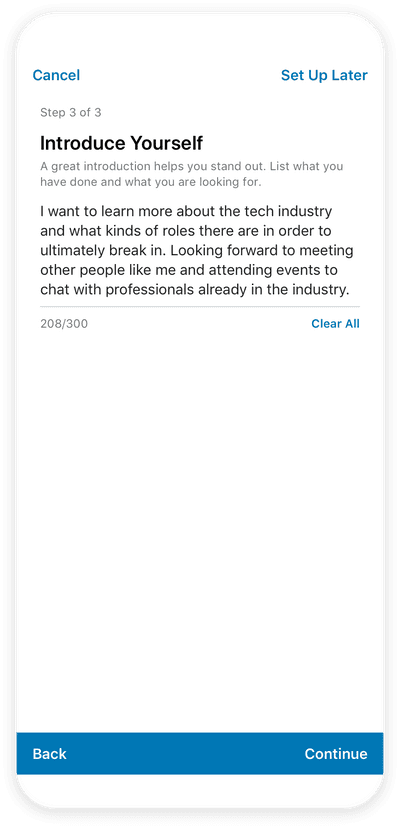 Cancel
Set Up Later
Step 3 of 3
Introduce Yourself
A great introduction helps you stand out. List what you
have done and what you are looking for.
I want to learn more about the tech industry
and what kinds of roles there are in order to
ultimately break in. Looking forward to meeting
other people like me and attending events to
chat with professionals already in the industry.
208/300
Clear All
Back
Continue